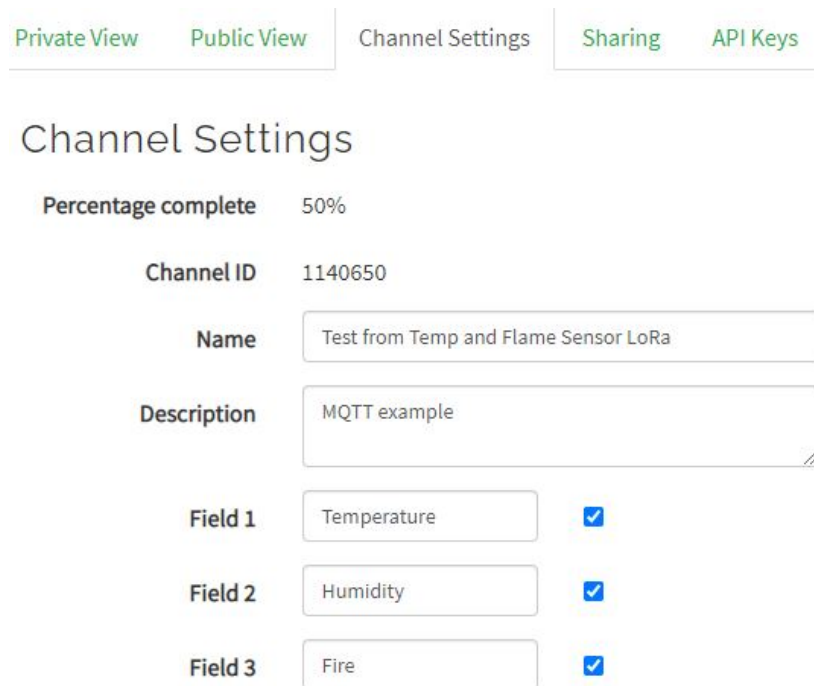 Private View Public View Channel Settings Sharing API Keys
Channel Settings
Percentage complete 50%
Channel ID 1140650
Name Test from Temp and Flame Sensor LoRa
Description MQTT example
Field 1 Temperature
Field 2 Humidity
Field 3 Fire